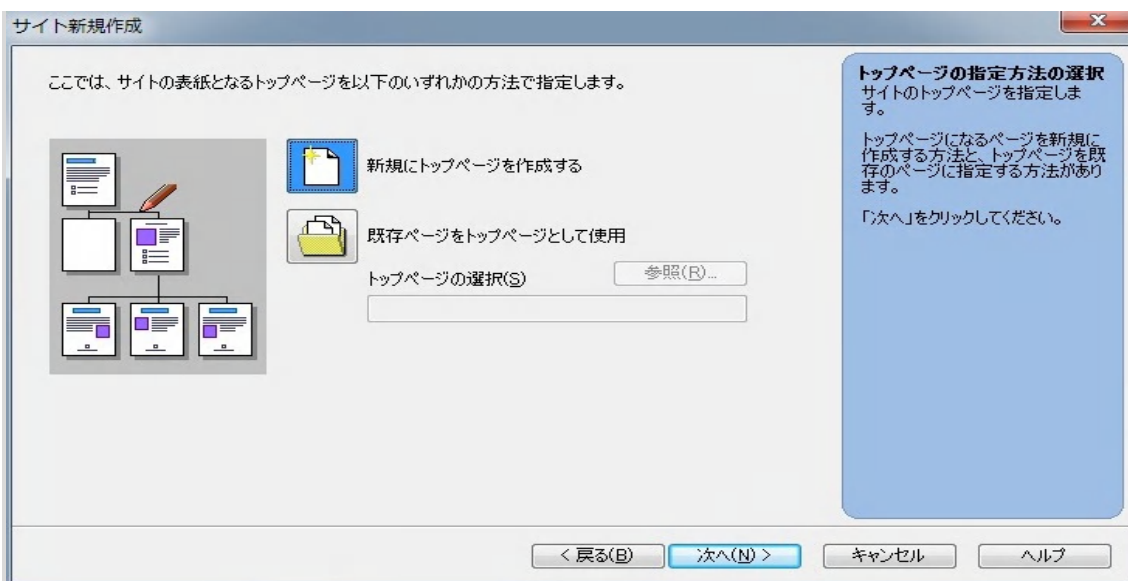 サイト新規作成
ここでは、サイトの表紙となるトップページを以下のいずれかの方法で指定します。
新規にトップページを作成する
既存ページをトップページとして使用
トップページの選択(S)
参照(R)...
トップページの指定方法の選択
サイトのトップページを指定しま
す。
トップページになるページを新規に
作成する方法と、トップページを既
存のページに指定する方法があり
ます。
「次へ」をクリックしてください。
< 戻る(B)
次へ(N) >
キャンセル
ヘルプ